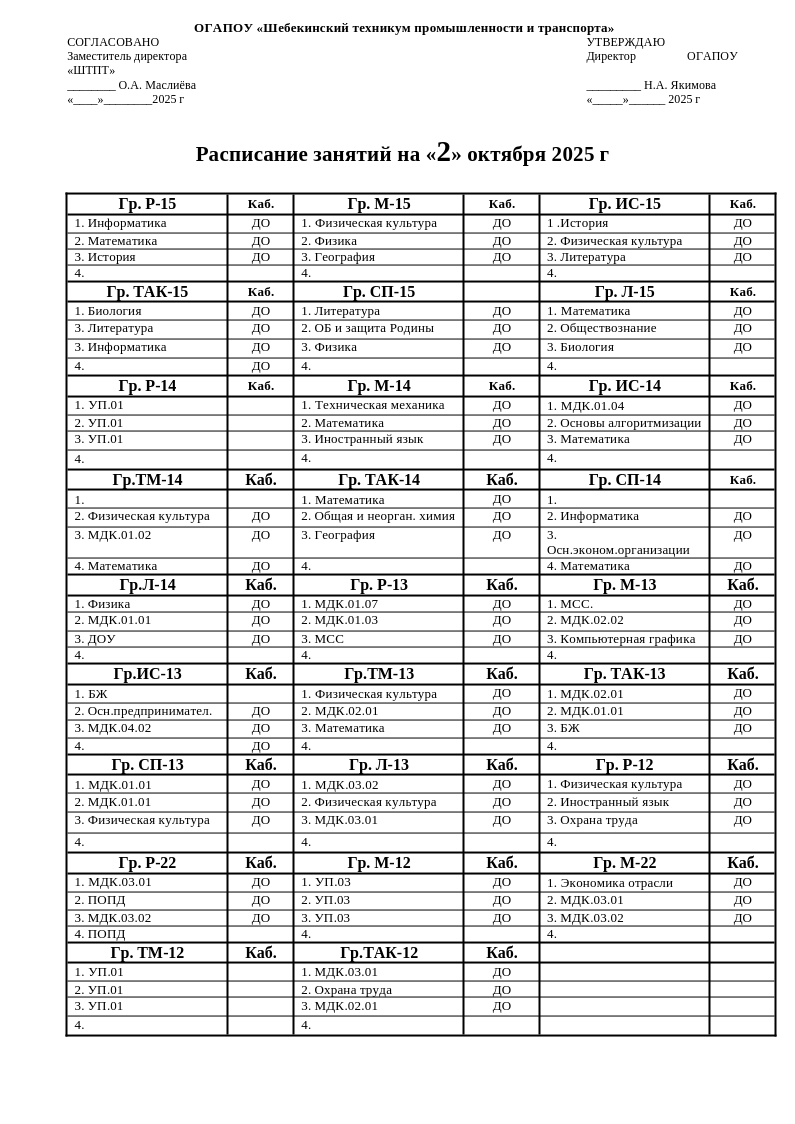 ОГАПОУ «Шебекинский техникум промышленности и транспорта»
СОГЛАСОВАНО УТВЕРЖДАЮ
Заместитель директора Директор ОГАПОУ
«ШТПТ»
________ О.А. Маслиёва _________ Н.А. Якимова
«____»________2025 г «_____»______ 2025 г
Расписание занятий на «2» октября 2025 г
Гр. Р-15 Каб. Гр. М-15 Каб. Гр. ИС-15 Каб.
1. Информатика ДО 1. Физическая культура ДО 1 .История ДО
2. Математика ДО 2. Физика ДО 2. Физическая культура ДО
3. История ДО 3. География ДО 3. Литература ДО
4. 4. 4.
Гр. ТАК-15 Каб. Гр. СП-15 Гр. Л-15 Каб.
1. Биология ДО 1. Литература ДО 1. Математика ДО
3. Литература ДО 2. ОБ и защита Родины ДО 2. Обществознание ДО
3. Информатика ДО 3. Физика ДО 3. Биология ДО
4. ДО 4. 4.
Гр. Р-14 Каб. Гр. М-14 Каб. Гр. ИС-14 Каб.
1. УП.01 1. Техническая механика ДО 1. МДК.01.04 ДО
2. УП.01 2. Математика ДО 2. Основы алгоритмизации ДО
3. УП.01 3. Иностранный язык ДО 3. Математика ДО
4. 4. 4.
Гр.ТМ-14 Каб. Гр. ТАК-14 Каб. Гр. СП-14 Каб.
1. 1. Математика ДО 1.
2. Физическая культура ДО 2. Общая и неорган. химия ДО 2. Информатика ДО
3. МДК.01.02 ДО 3. География ДО 3. ДО
Осн.эконом.организации
4. Математика ДО 4. 4. Математика ДО
Гр.Л-14 Каб. Гр. Р-13 Каб. Гр. М-13 Каб.
1. Физика ДО 1. МДК.01.07 ДО 1. МСС. ДО
2. МДК.01.01 ДО 2. МДК.01.03 ДО 2. МДК.02.02 ДО
3. ДОУ ДО 3. МСС ДО 3. Компьютерная графика ДО
4. 4. 4.
Гр.ИС-13 Каб. Гр.ТМ-13 Каб. Гр. ТАК-13 Каб.
1. БЖ 1. Физическая культура ДО 1. МДК.02.01 ДО
2. Осн.предпринимател. ДО 2. МДК.02.01 ДО 2. МДК.01.01 ДО
3. МДК.04.02 ДО 3. Математика ДО 3. БЖ ДО
4. ДО 4. 4.
Гр. СП-13 Каб. Гр. Л-13 Каб. Гр. Р-12 Каб.
1. МДК.01.01 ДО 1. МДК.03.02 ДО 1. Физическая культура ДО
2. МДК.01.01 ДО 2. Физическая культура ДО 2. Иностранный язык ДО
3. Физическая культура ДО 3. МДК.03.01 ДО 3. Охрана труда ДО
4. 4. 4.
Гр. Р-22 Каб. Гр. М-12 Каб. Гр. М-22 Каб.
1. МДК.03.01 ДО 1. УП.03 ДО 1. Экономика отрасли ДО
2. ПОПД ДО 2. УП.03 ДО 2. МДК.03.01 ДО
3. МДК.03.02 ДО 3. УП.03 ДО 3. МДК.03.02 ДО
4. ПОПД 4. 4.
Гр. ТМ-12 Каб. Гр.ТАК-12 Каб.
1. УП.01 1. МДК.03.01 ДО
2. УП.01 2. Охрана труда ДО
3. УП.01 3. МДК.02.01 ДО
4. 4.